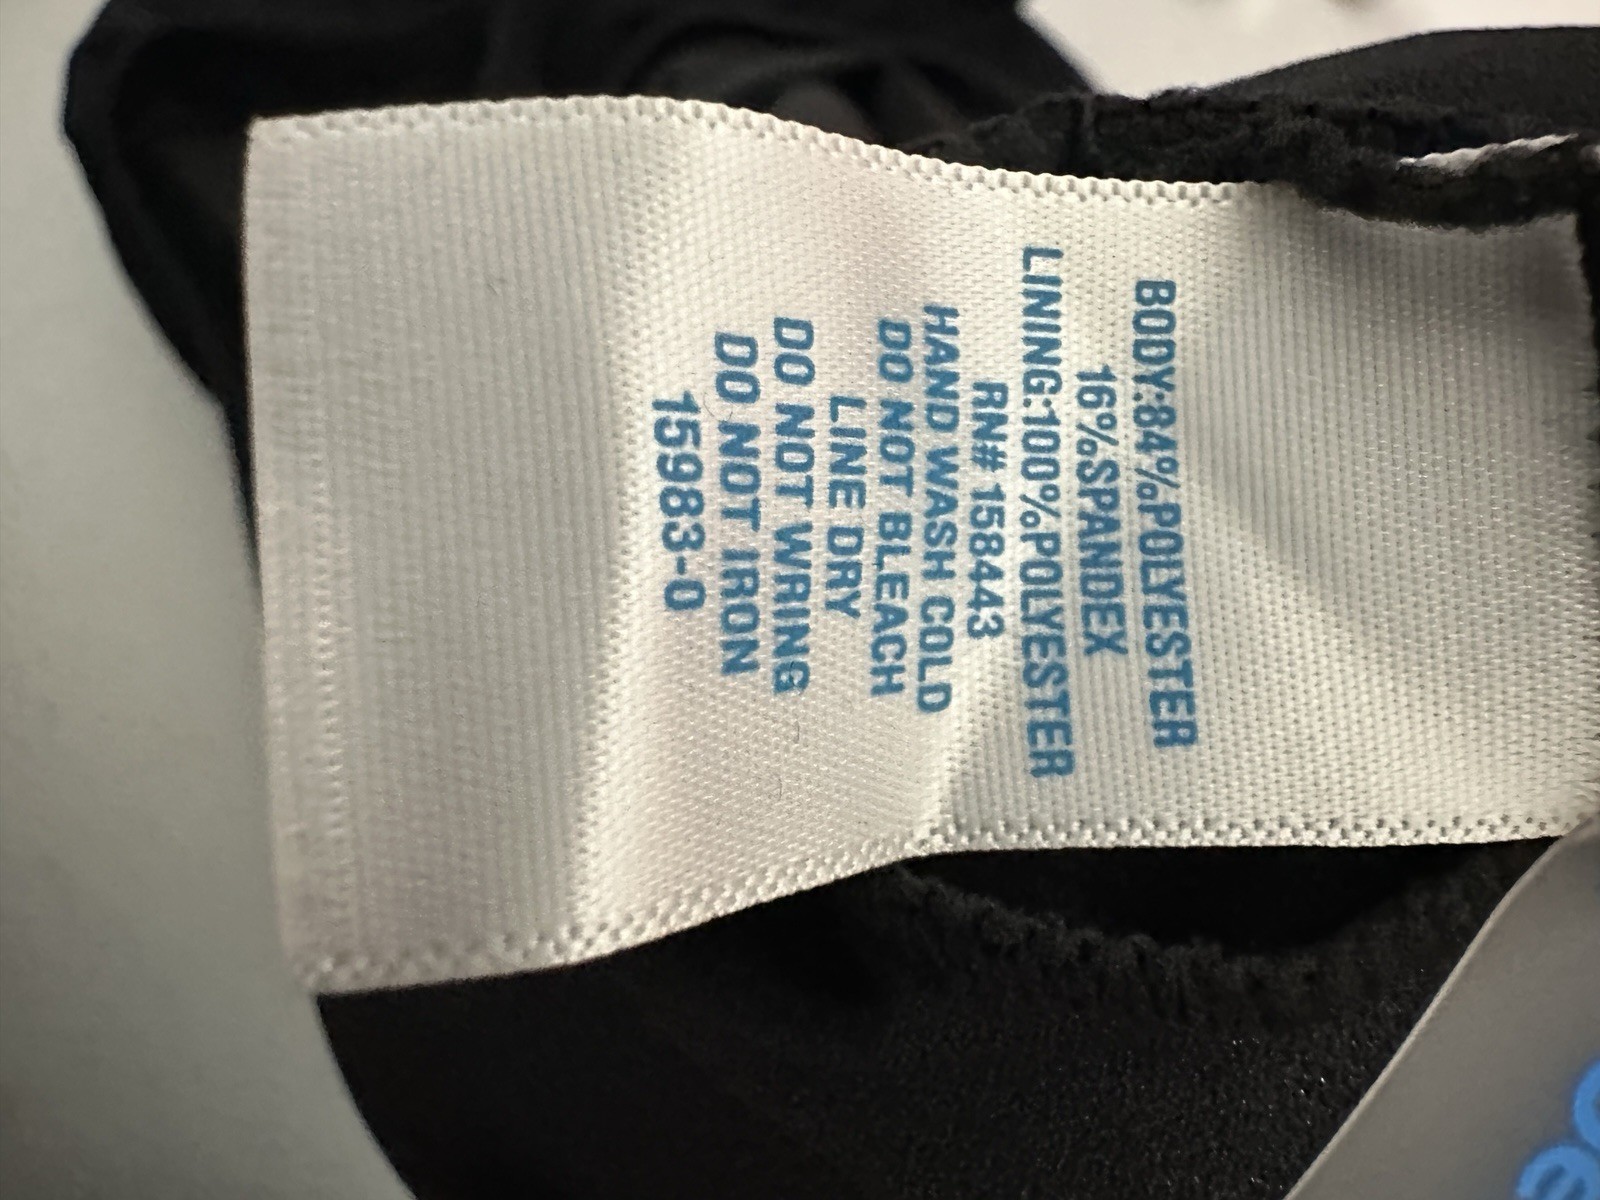 BODY:84%POLYESTER
16%SPANDEX
LINING:100%POLYESTER
RN# 158443
HAND WASH COLD
DO NOT BLEACH
LINE DRY
DO NOT WRING
DO NOT IRON
15983-0